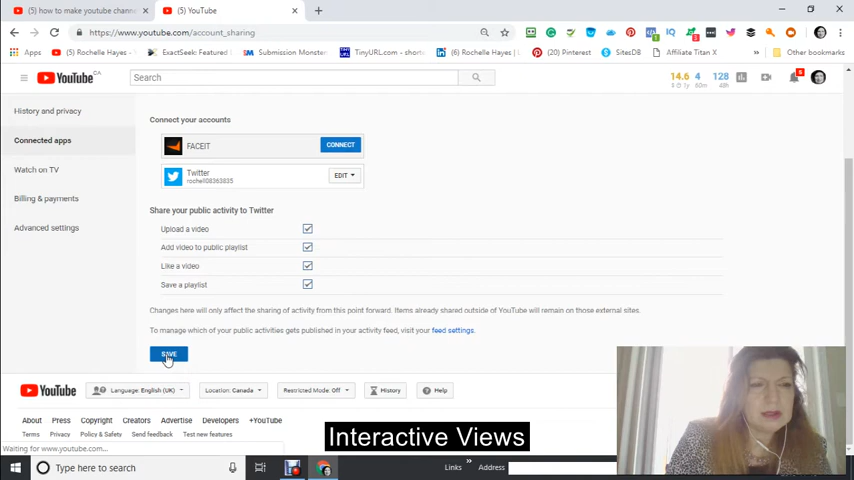 (5) how to make youtube channe
(5) YouTube
https://www.youtube.com/account_sharing
Apps (5) Rochelle Hayes - ExactSeek: Featured Submission Monster TinyURL.com - shorte (6) LinkedIn (20) Pinterest SitesDB Affiliate Titan X Other bookmarks
YouTube CA Search 14.6 4 128 5
60m 48h
History and privacy
Connected apps
Watch on TV
Billing & payments
Advanced settings
Connect your accounts
FACEIT CONNECT
Twitter
rochell08363835
EDIT
Share your public activity to Twitter
Upload a video
Add video to public playlist
Like a video
Save a playlist
Changes here will only affect the sharing of activity from this point forward. Items already shared outside of YouTube will remain on those external sites.
To manage which of your public activities gets published in your activity feed, visit your feed settings.
SAVE
YouTube Language: English (UK) Location: Canada Restricted Mode: Off History Help
About Press Copyright Creators Advertise Developers +YouTube
Terms Privacy Policy & Safety Send feedback Test new features
Waiting for www.youtube.com...
Interactive Views
Type here to search Links » Address